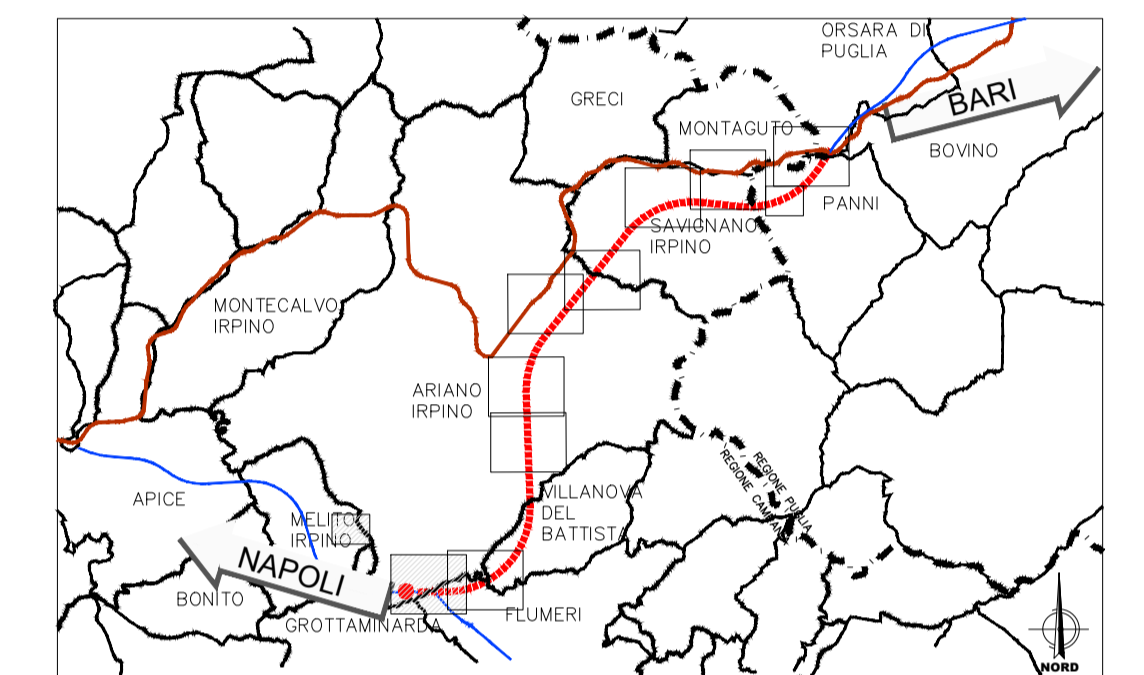 ORSARA DI
PUGLIA
BARI
GRECI
MONTAGUTO
BOVINO
PANNI
SAVIGNANO
IRPINO
MONTECALVO
IRPINO
ARIANO
IRPINO
REGIONE PUGLIA
REGIONE CAMPANIA
VILLANOVA
DEL
BATTISTA
APICE
MELITO
IRPINO
NAPOLI
BONITO
FLUMERI
GROTTAMINARDA
NORD